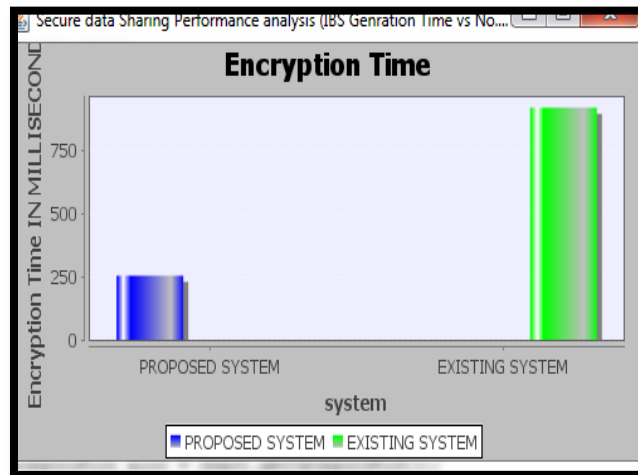 Secure data Sharing Performance analysis (IBS Genration Time vs No....
Encryption Time
Encryption Time IN MILLISECOND
750
500
250
0
PROPOSED SYSTEM
EXISTING SYSTEM
system
PROPOSED SYSTEM EXISTING SYSTEM